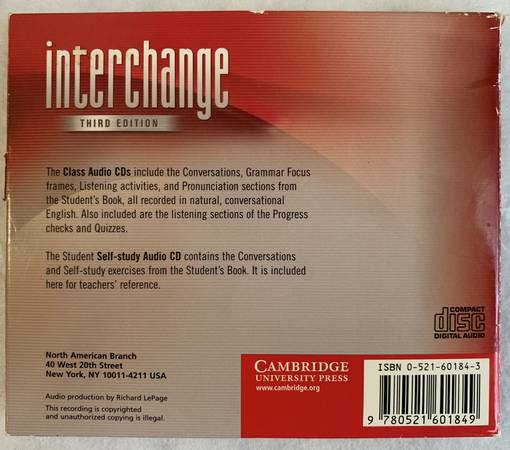 interchange
THIRD EDITION
The Class Audio CDs include the Conversations, Grammar Focus
frames, Listening activities, and Pronunciation sections from
the Student's Book, all recorded in natural, conversational
English. Also included are the listening sections of the Progress
checks and Quizzes.
The Student Self-study Audio CD contains the Conversations
and Self-study exercises from the Student's Book. It is included
here for teachers' reference.
COMPACT
disc
DIGITAL AUDIO
North American Branch
40 West 20th Street
New York, NY 10011-4211 USA
Audio production by Richard LePage
This recording is copyrighted
and unauthorized copying is illegal.
CAMBRIDGE
UNIVERSITY PRESS
www.cambridge.org
ISBN 0-521-60184-3
9 780521 601849